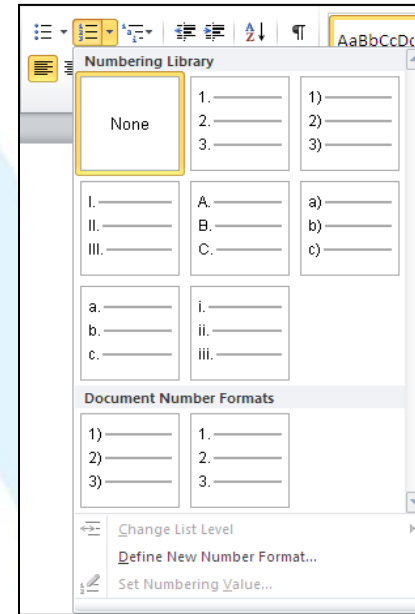 AaBbCcDc
Numbering Library
None
1.
2.
3.
1)
2)
3)
I.
II.
III.
A.
B.
C.
a)
b)
c)
a.
b.
c.
i.
ii.
iii.
Document Number Formats
1)
2)
3)
1.
2.
3.
Change List Level
Define New Number Format...
Set Numbering Value...